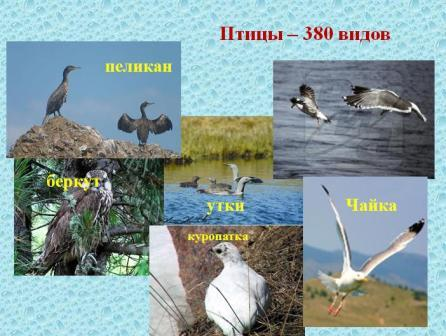 Птицы – 380 видов
пеликан
беркут
утки
Чайка
куропатка